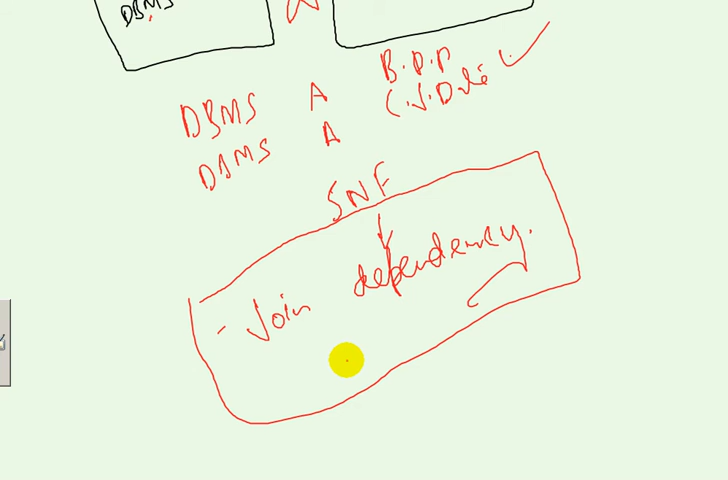 DBMS
DBMS A B.D.P
DBMS A C.J.Date
5NF
- Join dependency.